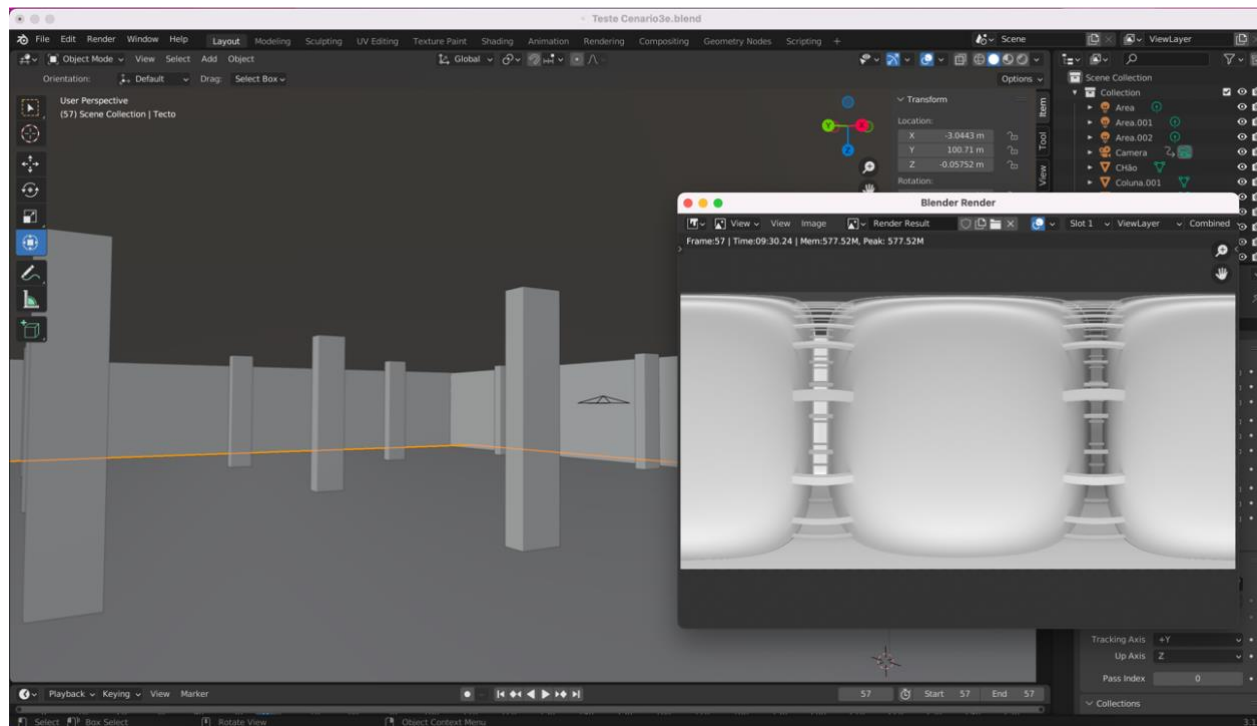 Teste Cenario3e.blend
File Edit Render Window Help Layout Modeling Sculpting UV Editing Texture Paint Shading Animation Rendering Compositing Geometry Nodes Scripting + Scene ViewLayer
Object Mode View Select Add Object Global Options
Orientation: Default Drag: Select Box
User Perspective
(57) Scene Collection | Tecto
Transform
Location:
X -3.0443 m
Y 100.71 m
Z -0.05752 m
Rotation:
Item
Tool
View
Y
X
Z
Scene Collection
Collection
Area
Area.001
Area.002
Camera
CHão
Coluna.001
Blender Render
View View Image Render Result Slot 1 ViewLayer Combined
Frame:57 | Time:09:30.24 | Mem:577.52M, Peak: 577.52M
Tracking Axis +Y
Up Axis Z
Pass Index 0
Collections
Playback Keying View Marker 57 Start 57 End 57
Select Box Select Rotate View Object Context Menu